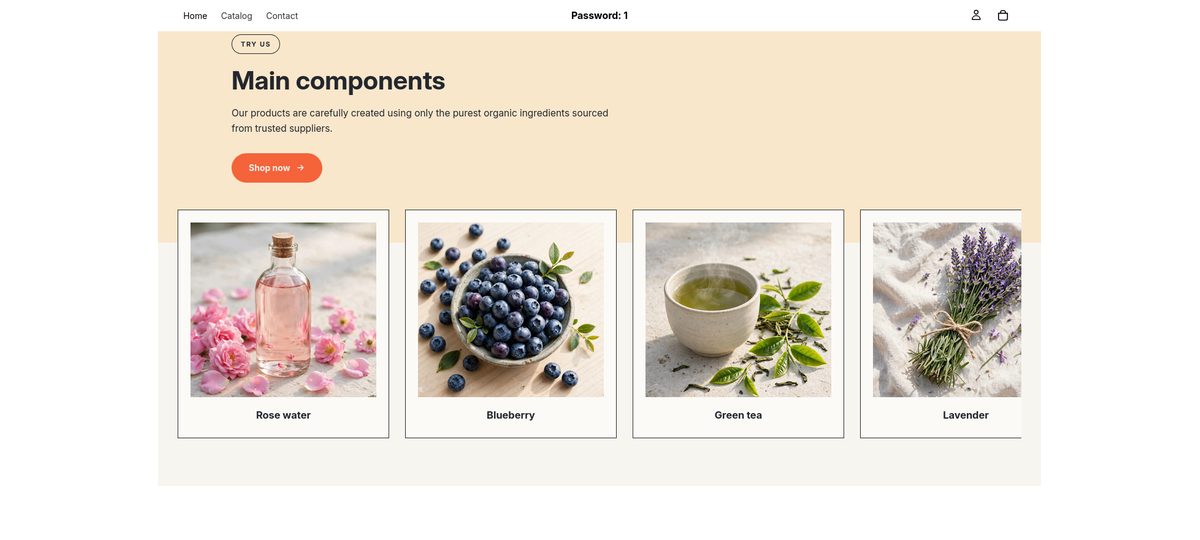 Home Catalog Contact Password: 1
TRY US
Main components
Our products are carefully created using only the purest organic ingredients sourced
from trusted suppliers.
Shop now
Rose water Blueberry Green tea Lavender